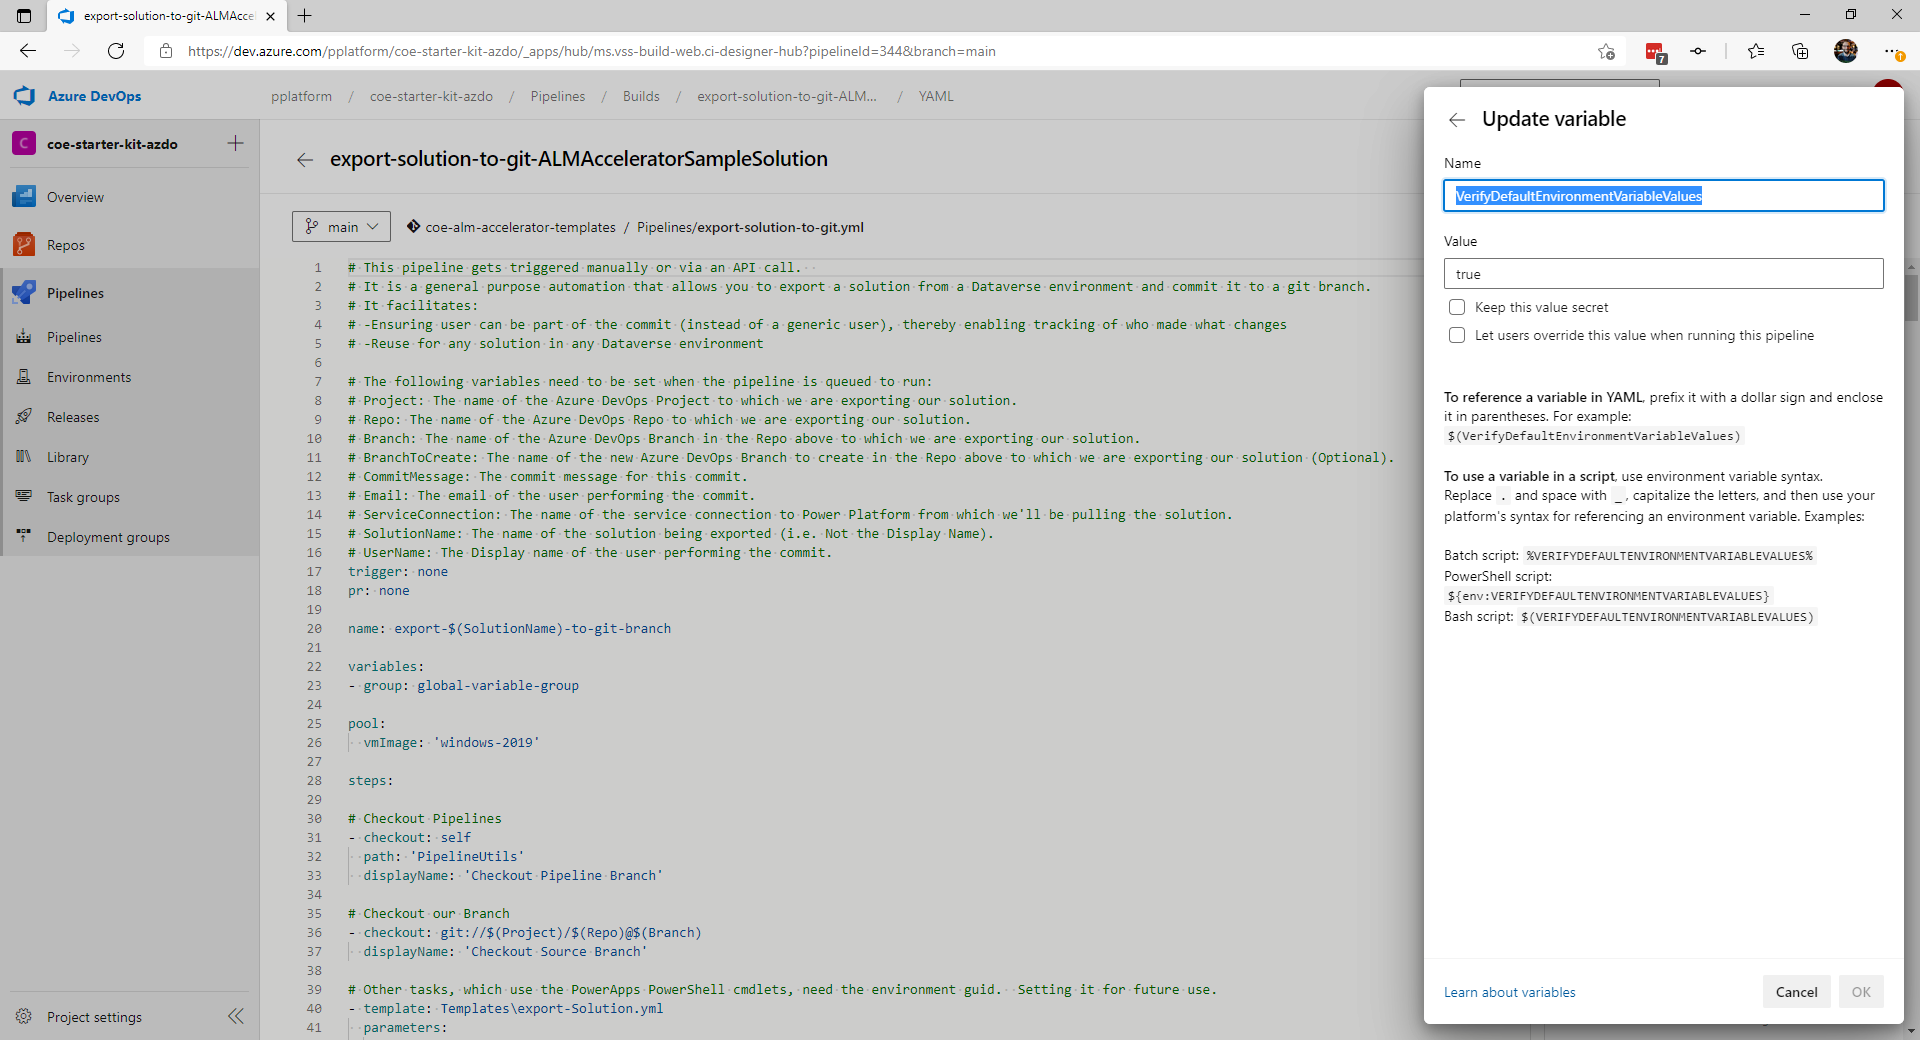 export-solution-to-git-ALMAccele
https://dev.azure.com/pplatform/coe-starter-kit-azdo/_apps/hub/ms.vss-build-web.ci-designer-hub?pipelineId=344&branch=main
7
Azure DevOps
pplatform / coe-starter-kit-azdo / Pipelines / Builds / export-solution-to-git-ALM... / YAML
C
coe-starter-kit-azdo
Overview
Repos
Pipelines
Pipelines
Environments
Releases
Library
Task groups
Deployment groups
Project settings
export-solution-to-git-ALMAcceleratorSampleSolution
main
coe-alm-accelerator-templates / Pipelines/export-solution-to-git.yml
1 # This pipeline gets triggered manually or via an API call.
2 # It is a general purpose automation that allows you to export a solution from a Dataverse environment and commit it to a git branch.
3 # It facilitates:
4 # -Ensuring user can be part of the commit (instead of a generic user), thereby enabling tracking of who made what changes
5 # -Reuse for any solution in any Dataverse environment
6
7 # The following variables need to be set when the pipeline is queued to run:
8 # Project: The name of the Azure DevOps Project to which we are exporting our solution.
9 # Repo: The name of the Azure DevOps Repo to which we are exporting our solution.
10 # Branch: The name of the Azure DevOps Branch in the Repo above to which we are exporting our solution.
11 # BranchToCreate: The name of the new Azure DevOps Branch to create in the Repo above to which we are exporting our solution (Optional).
12 # CommitMessage: The commit message for this commit.
13 # Email: The email of the user performing the commit.
14 # ServiceConnection: The name of the service connection to Power Platform from which we'll be pulling the solution.
15 # SolutionName: The name of the solution being exported (i.e. Not the Display Name).
16 # UserName: The Display name of the user performing the commit.
17 trigger: none
18 pr: none
19
20 name: export-$(SolutionName)-to-git-branch
21
22 variables:
23 - group: global-variable-group
24
25 pool:
26 vmImage: 'windows-2019'
27
28 steps:
29
30 # Checkout Pipelines
31 - checkout: self
32 path: 'PipelineUtils'
33 displayName: 'Checkout Pipeline Branch'
34
35 # Checkout our Branch
36 - checkout: git://$(Project)/$(Repo)@$(Branch)
37 displayName: 'Checkout Source Branch'
38
39 # Other tasks, which use the PowerApps PowerShell cmdlets, need the environment guid.  Setting it for future use.
40 - template: Templates\export-Solution.yml
41 parameters:
Update variable
Name
VerifyDefaultEnvironmentVariableValues
Value
true
Keep this value secret
Let users override this value when running this pipeline
To reference a variable in YAML, prefix it with a dollar sign and enclose
it in parentheses. For example:
$(VerifyDefaultEnvironmentVariableValues)
To use a variable in a script, use environment variable syntax.
Replace . and space with _, capitalize the letters, and then use your
platform's syntax for referencing an environment variable. Examples:
Batch script: %VERIFYDEFAULTENVIRONMENTVARIABLEVALUES%
PowerShell script:
${env:VERIFYDEFAULTENVIRONMENTVARIABLEVALUES}
Bash script: $(VERIFYDEFAULTENVIRONMENTVARIABLEVALUES)
Learn about variables
Cancel
OK